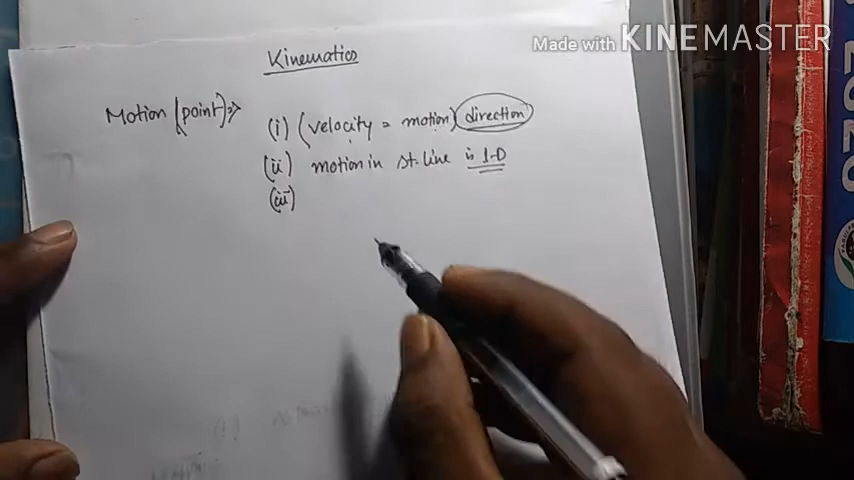 Made with KINEMASTER
Kinematics
Motion (point) ⇒
(i) (velocity = motion) direction
(ii) motion in st. line is 1-D
(iii)